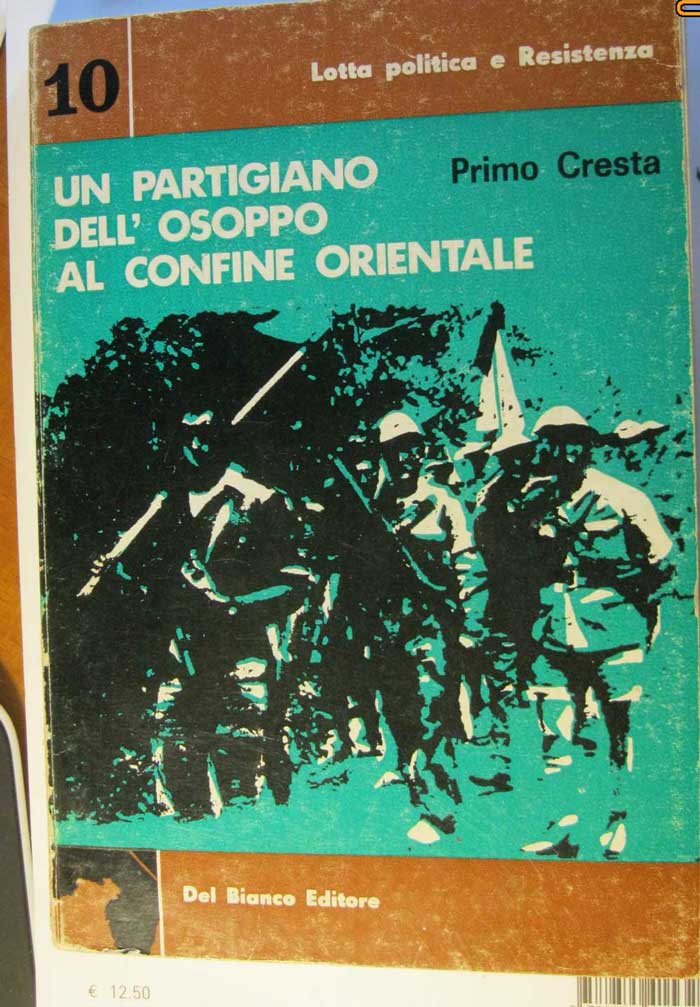 10
Lotta politica e Resistenza
Primo Cresta
UN PARTIGIANO
DELL' OSOPPO
AL CONFINE ORIENTALE
Del Bianco Editore
€ 12.50